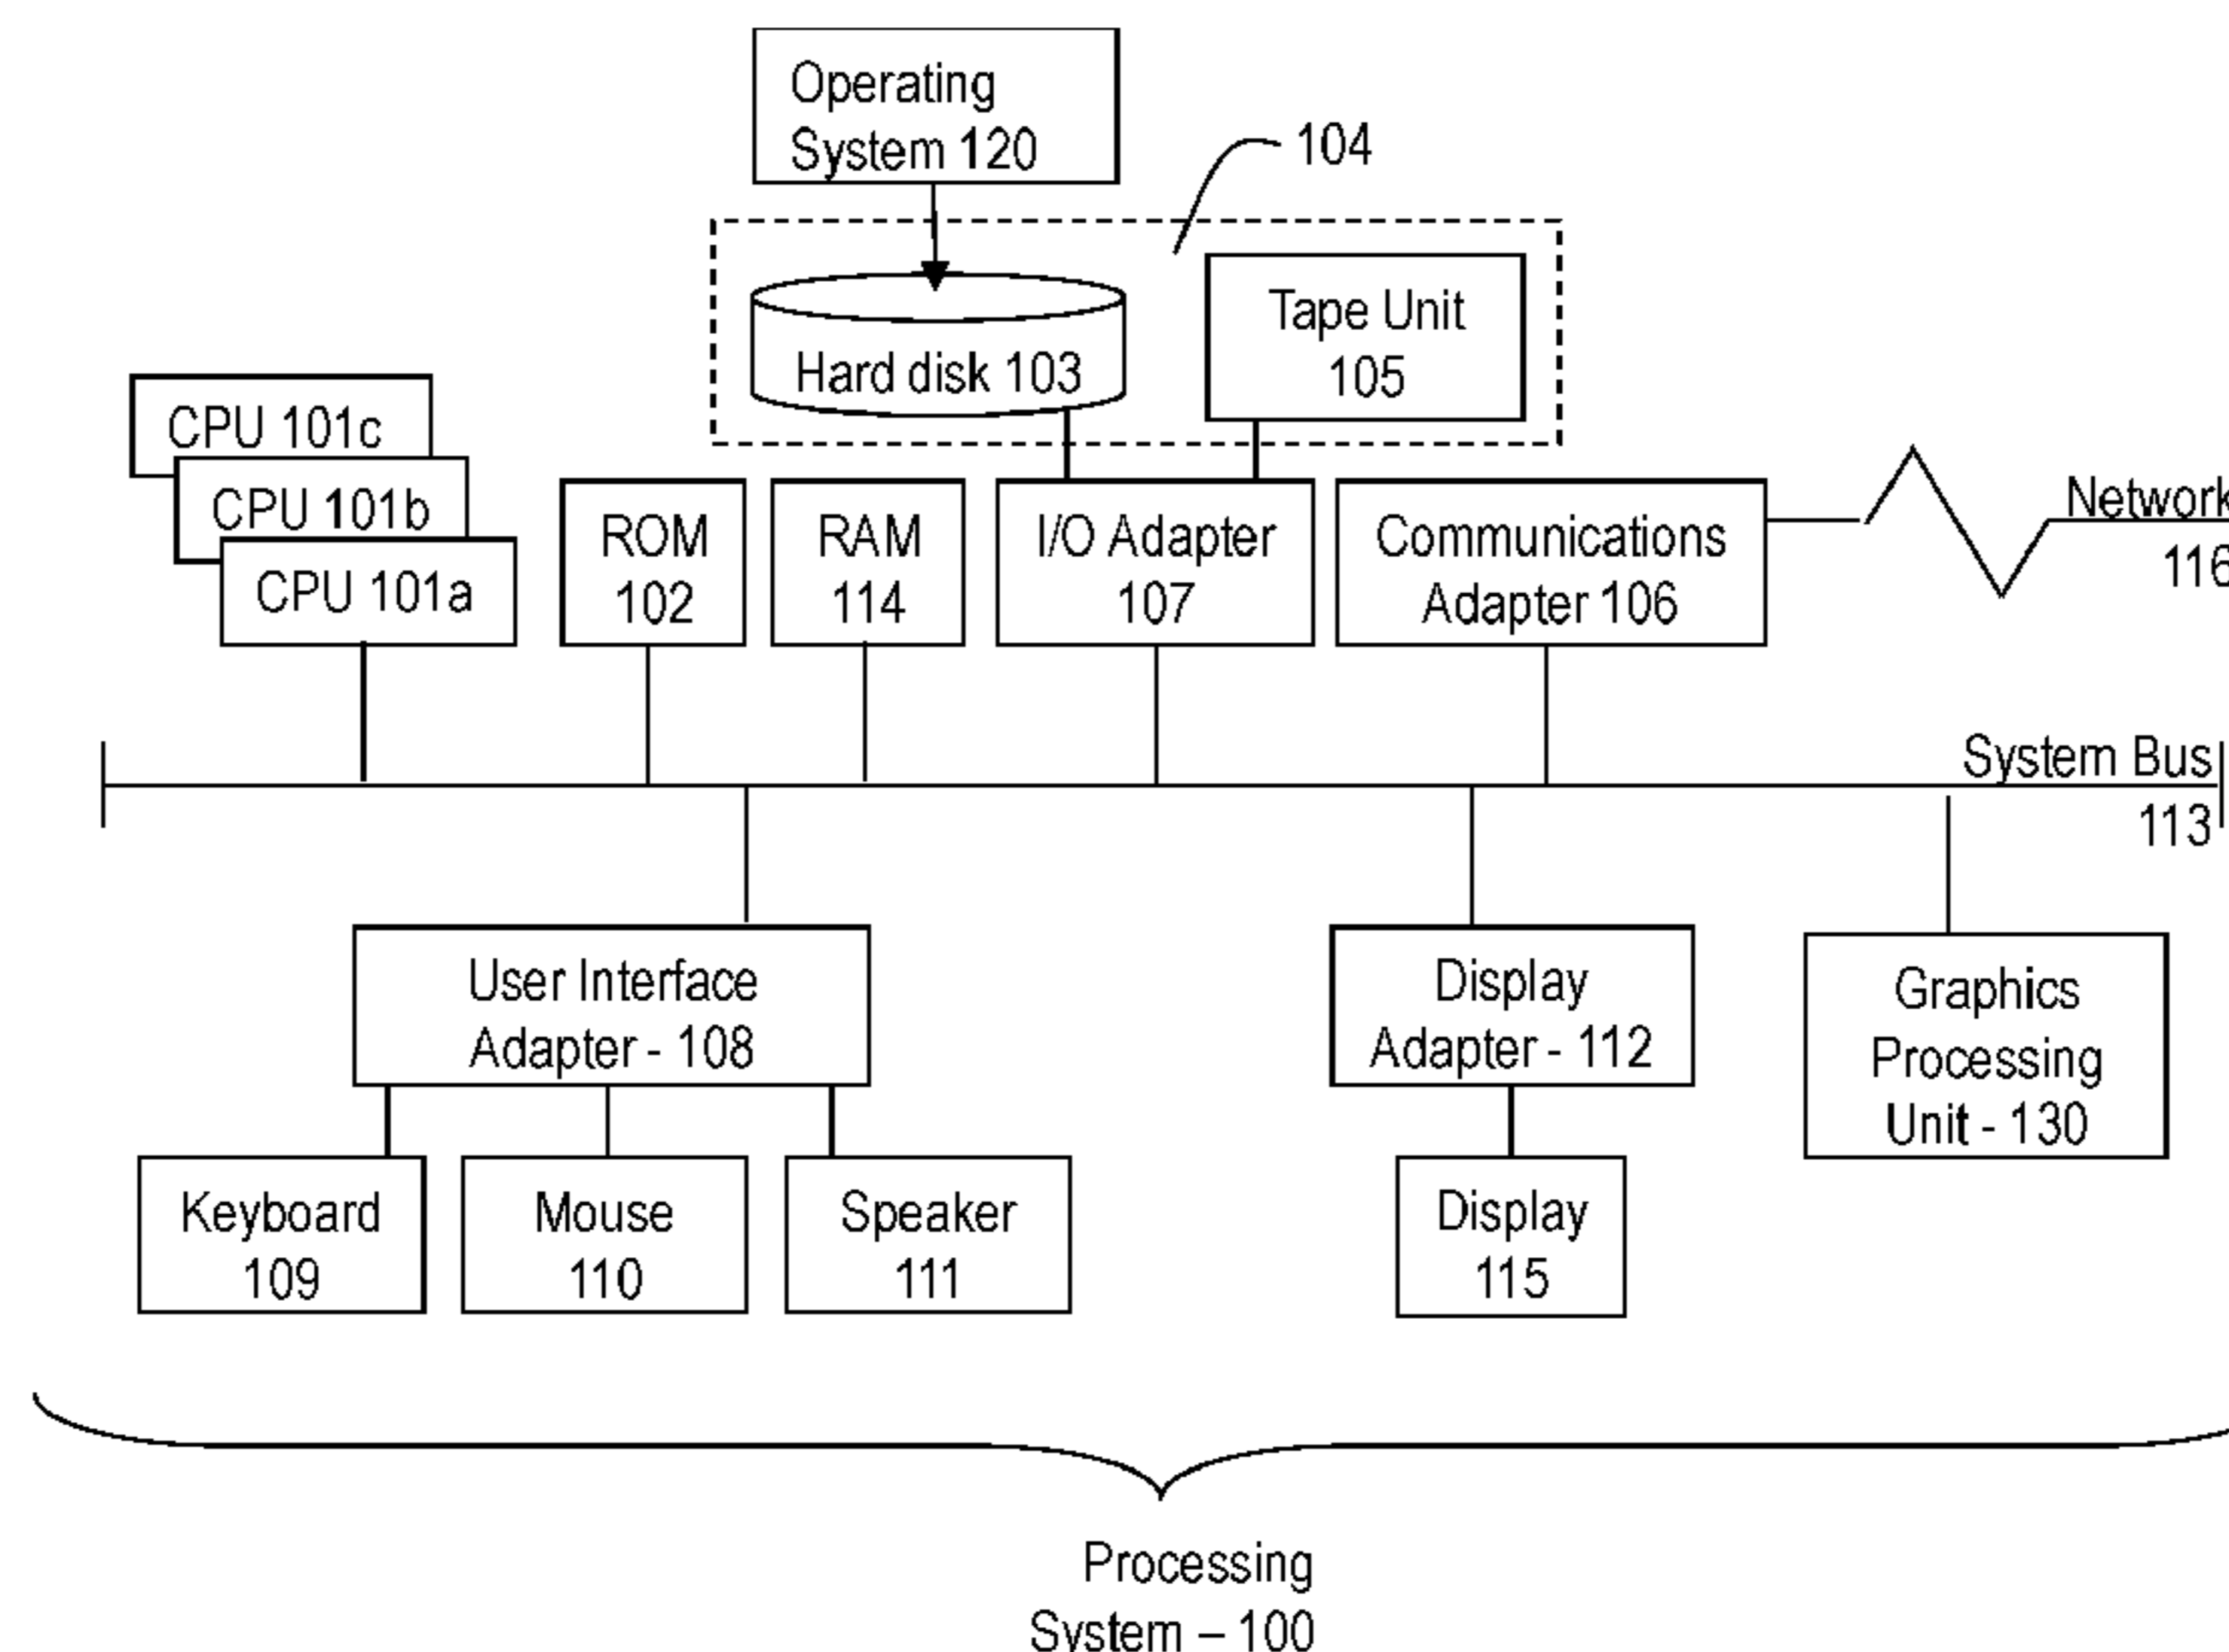 Operating
System 120
104
Hard disk 103
Tape Unit
105
CPU 101c
CPU 101b
CPU 101a
ROM
102
RAM
114
I/O Adapter
107
Communications
Adapter 106
Network
116
System Bus
113
User Interface
Adapter - 108
Display
Adapter - 112
Graphics
Processing
Unit - 130
Keyboard
109
Mouse
110
Speaker
111
Display
115
Processing
System – 100